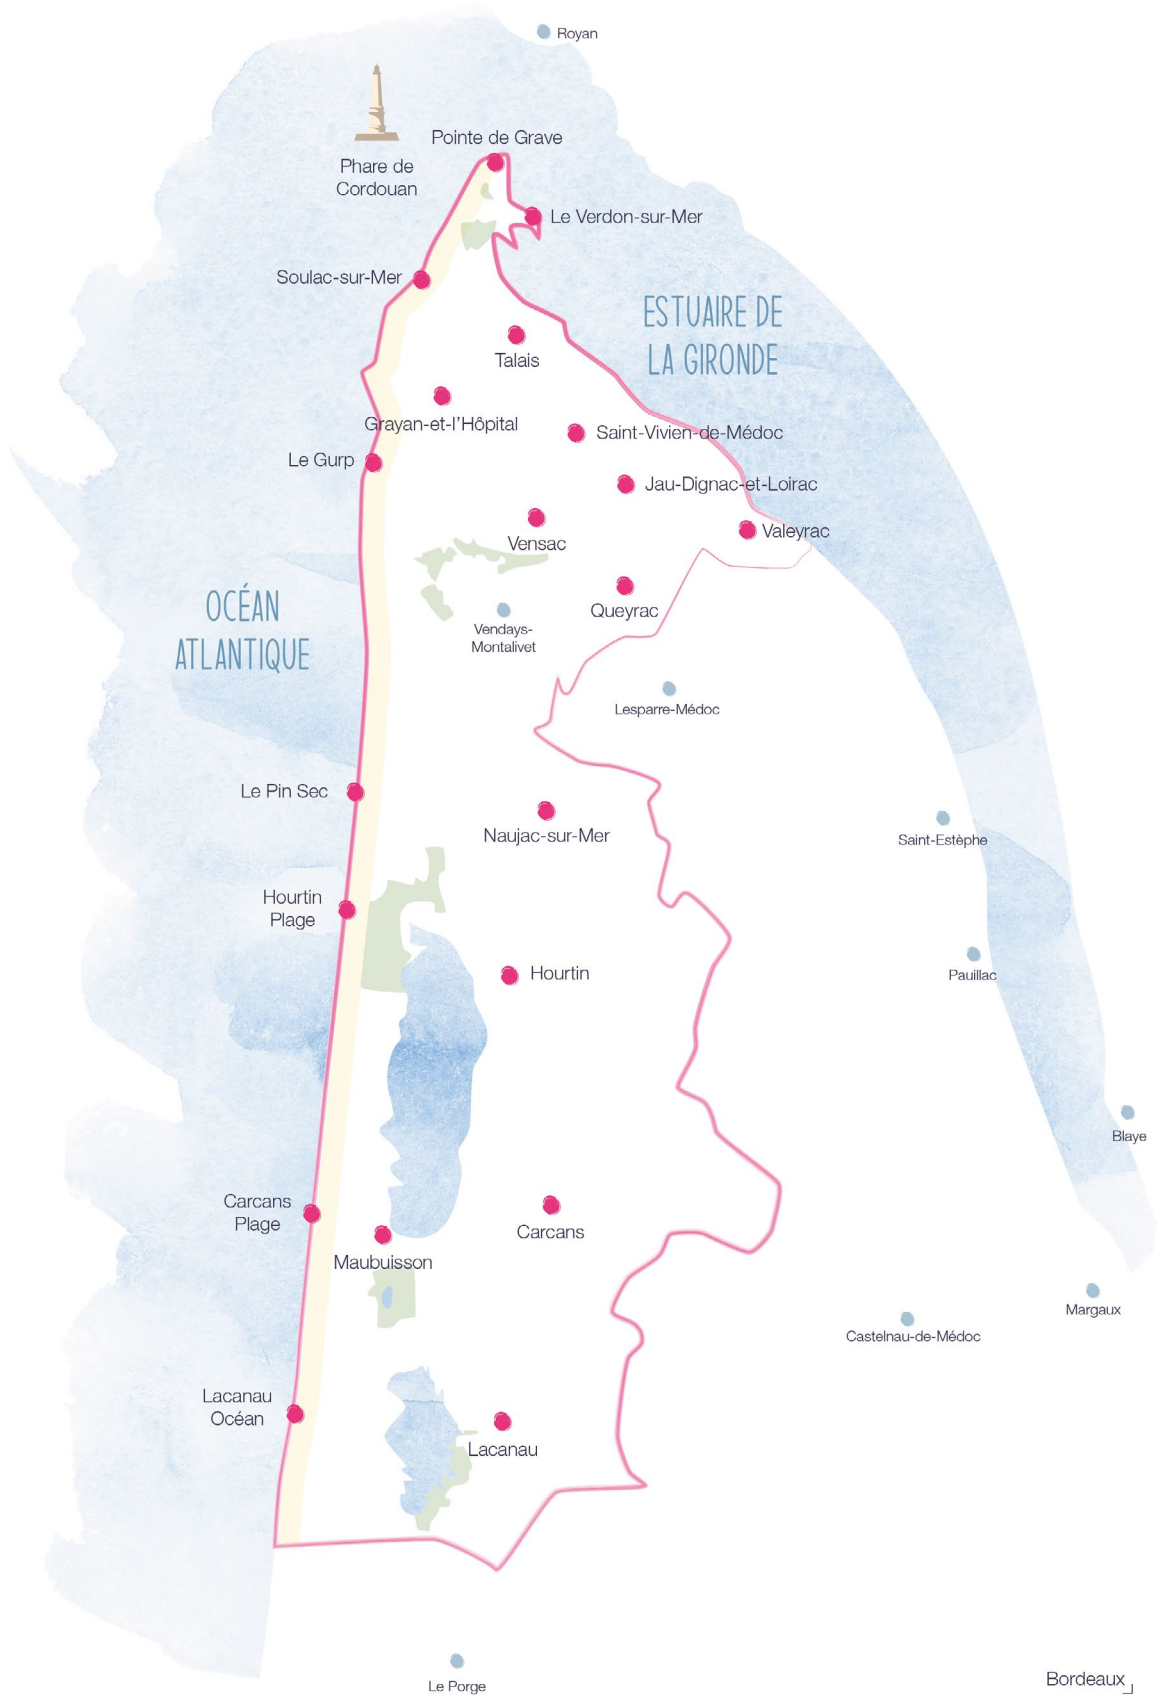 Royan
Pointe de Grave
Phare de
Cordouan
Le Verdon-sur-Mer
Soulac-sur-Mer
ESTUAIRE DE
LA GIRONDE
Talais
Grayan-et-l'Hôpital
Saint-Vivien-de-Médoc
Le Gurp
Jau-Dignac-et-Loirac
Vensac
Valeyrac
OCÉAN
ATLANTIQUE
Queyrac
Vendays-
Montalivet
Lesparre-Médoc
Le Pin Sec
Naujac-sur-Mer
Saint-Estèphe
Hourtin
Plage
Hourtin
Pauillac
Blaye
Carcans
Plage
Carcans
Maubuisson
Margaux
Castelnau-de-Médoc
Lacanau
Océan
Lacanau
Le Porge
Bordeaux